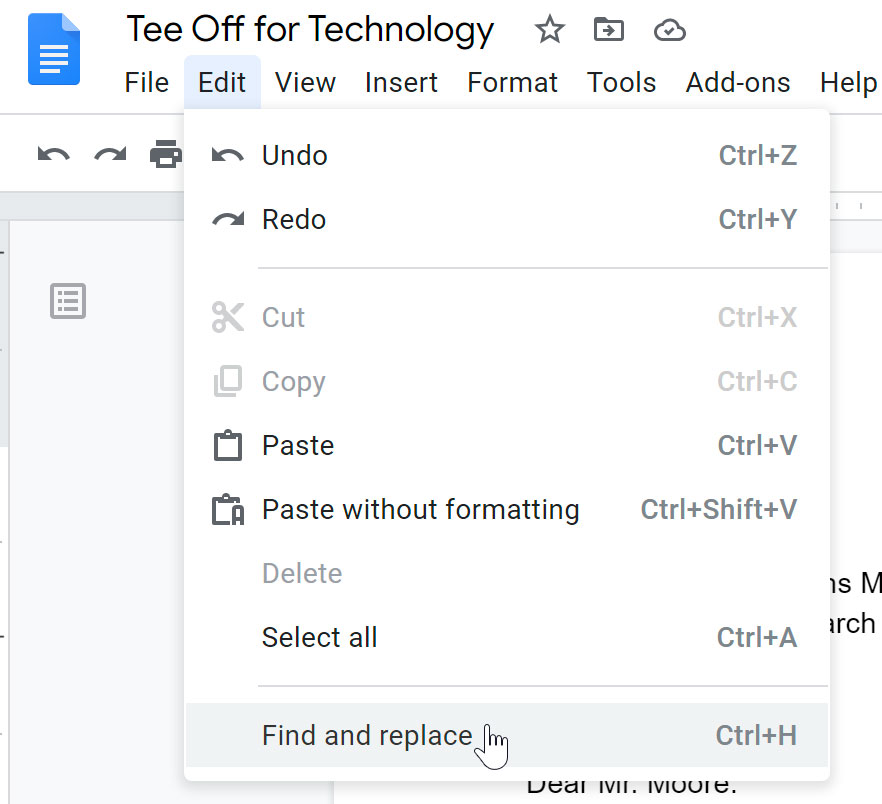 Tee Off for Technology
File Edit View Insert Format Tools Add-ons Help
Undo Ctrl+Z
Redo Ctrl+Y
Cut Ctrl+X
Copy Ctrl+C
Paste Ctrl+V
Paste without formatting Ctrl+Shift+V
Delete
Select all Ctrl+A
Find and replace Ctrl+H
Dear Mr. Moore.